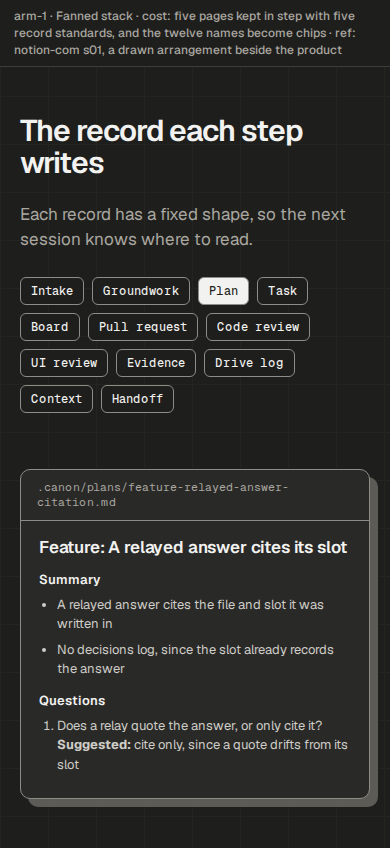 arm-1 · Fanned stack · cost: five pages kept in step with five
record standards, and the twelve names become chips · ref:
notion-com s01, a drawn arrangement beside the product
The record each step
writes
Each record has a fixed shape, so the next
session knows where to read.
Intake Groundwork Plan Task
Board Pull request Code review
UI review Evidence Drive log
Context Handoff
.canon/plans/feature-relayed-answer-
citation.md
Feature: A relayed answer cites its slot
Summary
• A relayed answer cites the file and slot it was
written in
• No decisions log, since the slot already records
the answer
Questions
1. Does a relay quote the answer, or only cite it?
Suggested: cite only, since a quote drifts from its
slot